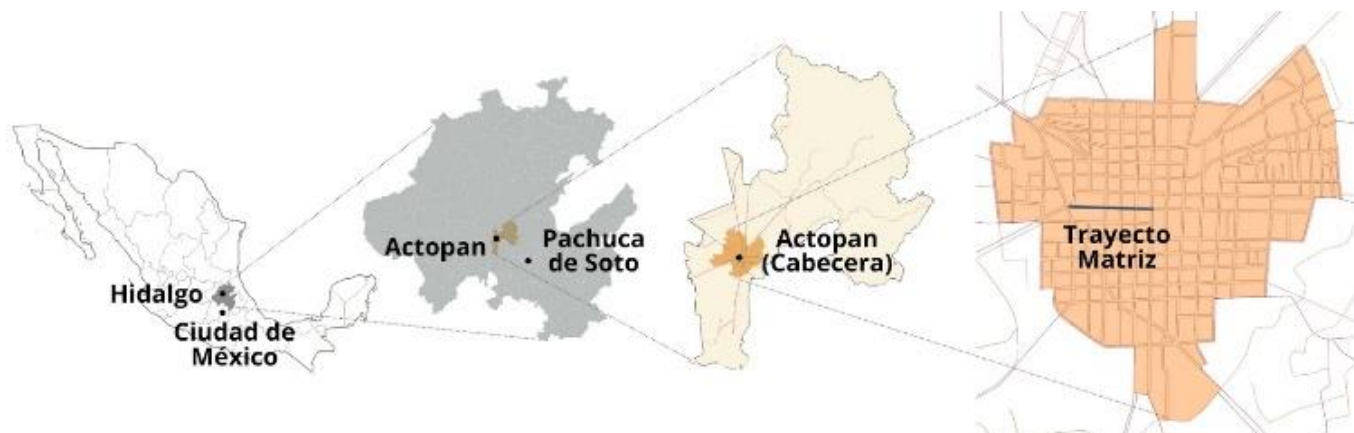 Hidalgo
Ciudad de
México
Actopan
Pachuca
de Soto
Actopan
(Cabecera)
Trayecto
Matriz